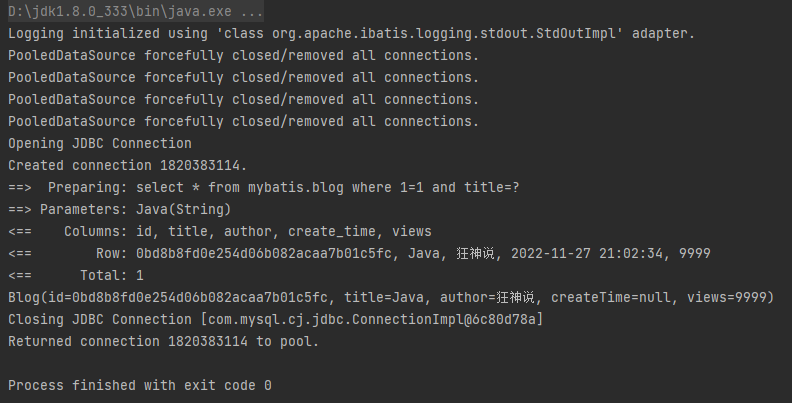 D:\jdk1.8.0_333\bin\java.exe ...
Logging initialized using 'class org.apache.ibatis.logging.stdout.StdOutImpl' adapter.
PooledDataSource forcefully closed/removed all connections.
PooledDataSource forcefully closed/removed all connections.
PooledDataSource forcefully closed/removed all connections.
PooledDataSource forcefully closed/removed all connections.
Opening JDBC Connection
Created connection 1820383114.
==>  Preparing: select * from mybatis.blog where 1=1 and title=?
==> Parameters: Java(String)
<==    Columns: id, title, author, create_time, views
<==        Row: 0bd8b8fd0e254d06b082acaa7b01c5fc, Java, 狂神说, 2022-11-27 21:02:34, 9999
<==      Total: 1
Blog(id=0bd8b8fd0e254d06b082acaa7b01c5fc, title=Java, author=狂神说, createTime=null, views=9999)
Closing JDBC Connection [com.mysql.cj.jdbc.ConnectionImpl@6c80d78a]
Returned connection 1820383114 to pool.
Process finished with exit code 0